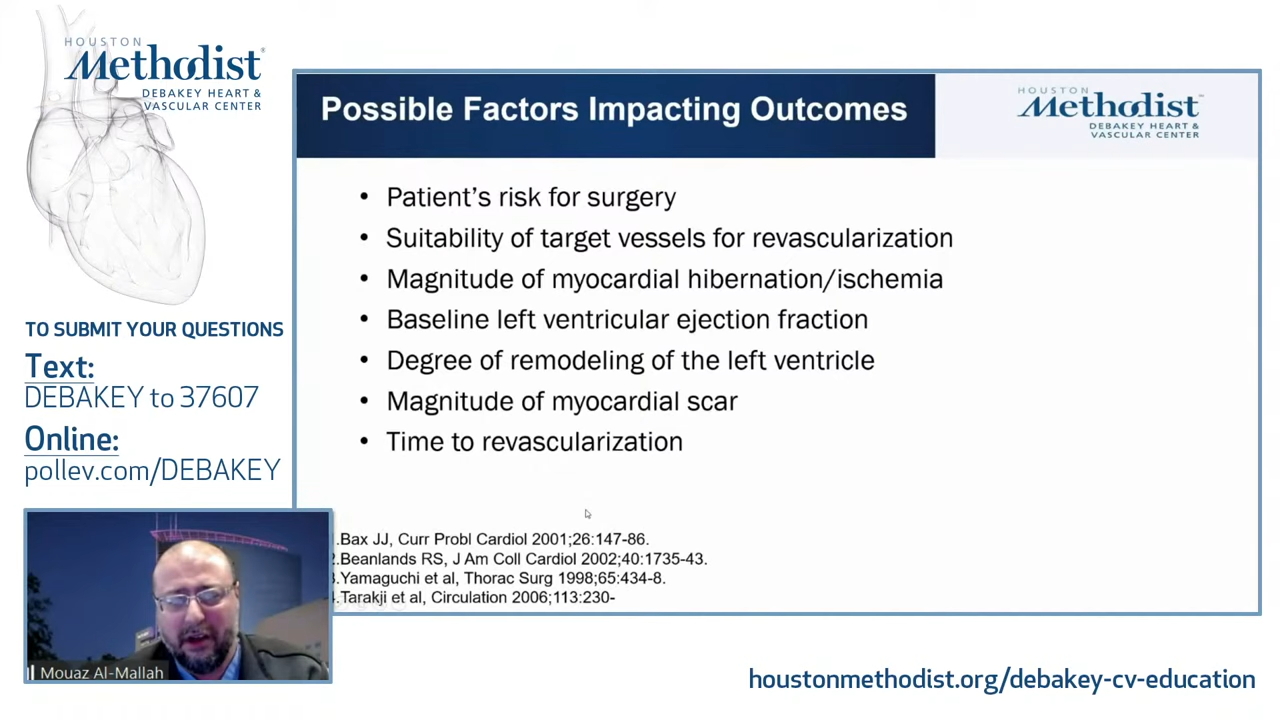 HOUSTON
Methodist
DEBAKEY HEART &
VASCULAR CENTER
TO SUBMIT YOUR QUESTIONS
Text:
DEBAKEY to 37607
Online:
pollev.com/DEBAKEY
Possible Factors Impacting Outcomes
HOUSTON
Methodist
DEBAKEY HEART &
VASCULAR CENTER
• Patient's risk for surgery
• Suitability of target vessels for revascularization
• Magnitude of myocardial hibernation/ischemia
• Baseline left ventricular ejection fraction
• Degree of remodeling of the left ventricle
• Magnitude of myocardial scar
• Time to revascularization
.Bax JJ, Curr Probl Cardiol 2001;26:147-86.
.Beanlands RS, J Am Coll Cardiol 2002;40:1735-43.
.Yamaguchi et al, Thorac Surg 1998;65:434-8.
.Tarakji et al, Circulation 2006;113:230-
Mouaz Al-Mallah
houstonmethodist.org/debakey-cv-education